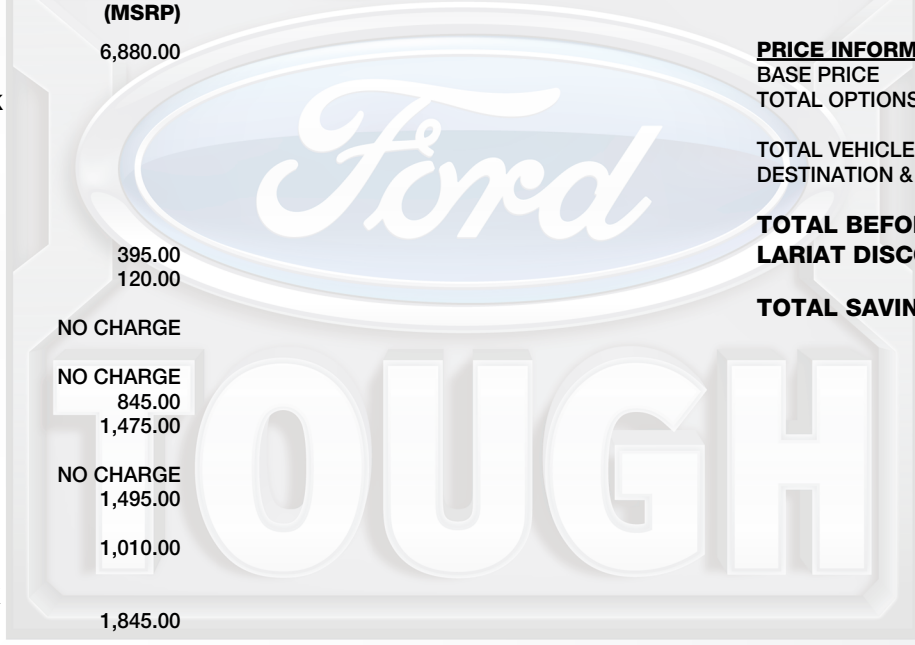 (MSRP)
6,880.00
395.00
120.00
NO CHARGE
NO CHARGE
845.00
1,475.00
NO CHARGE
1,495.00
1,010.00
1,845.00
PRICE INFORM
BASE PRICE
TOTAL OPTIONS
TOTAL VEHICLE
DESTINATION &
TOTAL BEFO
LARIAT DISC
TOTAL SAVIN
Ford
TOUGH